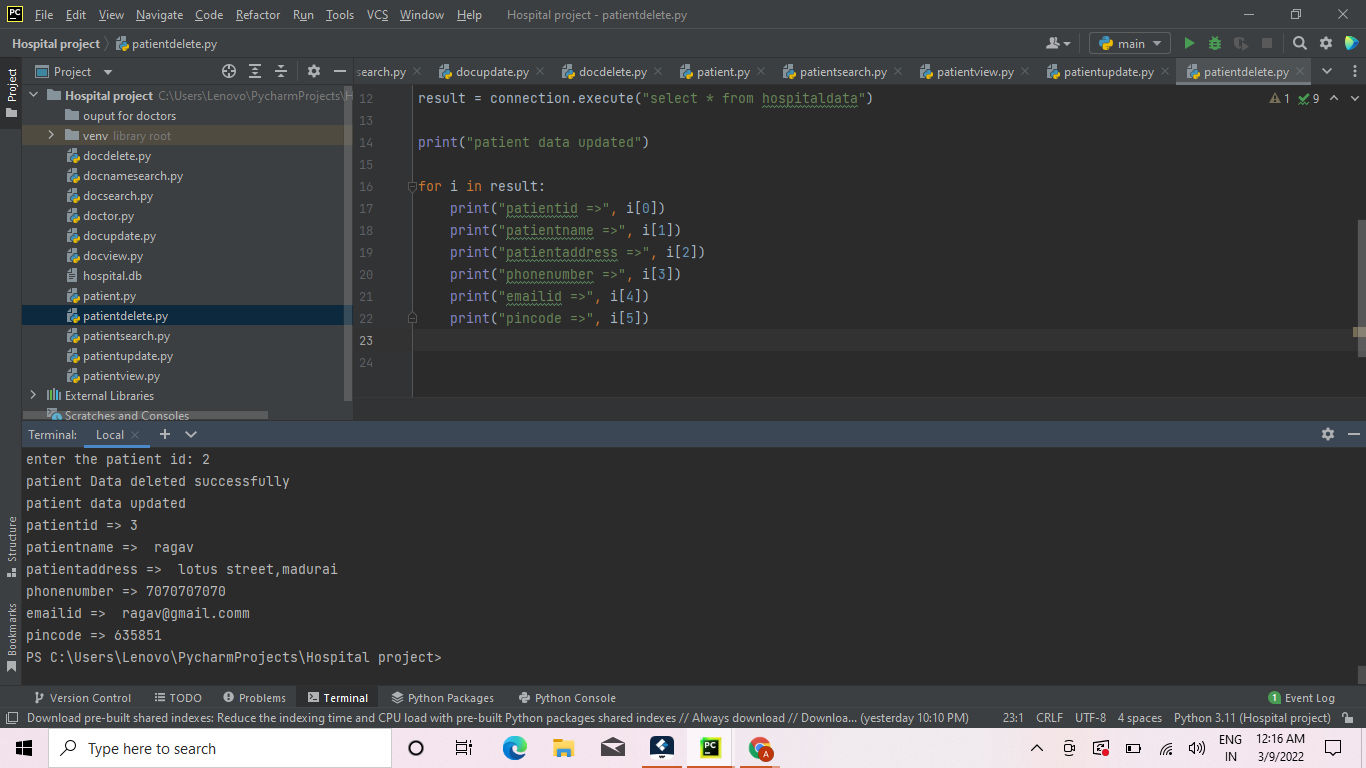 PC File Edit View Navigate Code Refactor Run Tools VCS Window Help Hospital project - patientdelete.py
Hospital project patientdelete.py main
Project
Project
search.py docupdate.py docdelete.py patient.py patientsearch.py patientview.py patientupdate.py patientdelete.py
Hospital project C:\Users\Lenovo\PycharmProjects\H
ouput for doctors
venv library root
docdelete.py
docnamesearch.py
docsearch.py
doctor.py
docupdate.py
docview.py
hospital.db
patient.py
patientdelete.py
patientsearch.py
patientupdate.py
patientview.py
External Libraries
Scratches and Consoles
1 9
12 result = connection.execute("select * from hospitaldata")
13
14 print("patient data updated")
15
16 for i in result:
17 print("patientid =>", i[0])
18 print("patientname =>", i[1])
19 print("patientaddress =>", i[2])
20 print("phonenumber =>", i[3])
21 print("emailid =>", i[4])
22 print("pincode =>", i[5])
23
24
Terminal: Local
enter the patient id: 2
patient Data deleted successfully
patient data updated
patientid => 3
patientname =>  ragav
patientaddress =>  lotus street,madurai
phonenumber => 7070707070
emailid =>  ragav@gmail.comm
pincode => 635851
PS C:\Users\Lenovo\PycharmProjects\Hospital project>
Structure
Bookmarks
Version Control TODO Problems Terminal Python Packages Python Console 1 Event Log
Download pre-built shared indexes: Reduce the indexing time and CPU load with pre-built Python packages shared indexes // Always download // Downloa... (yesterday 10:10 PM) 23:1 CRLF UTF-8 4 spaces Python 3.11 (Hospital project)
Type here to search
PC
A
ENG
IN
12:16 AM
3/9/2022